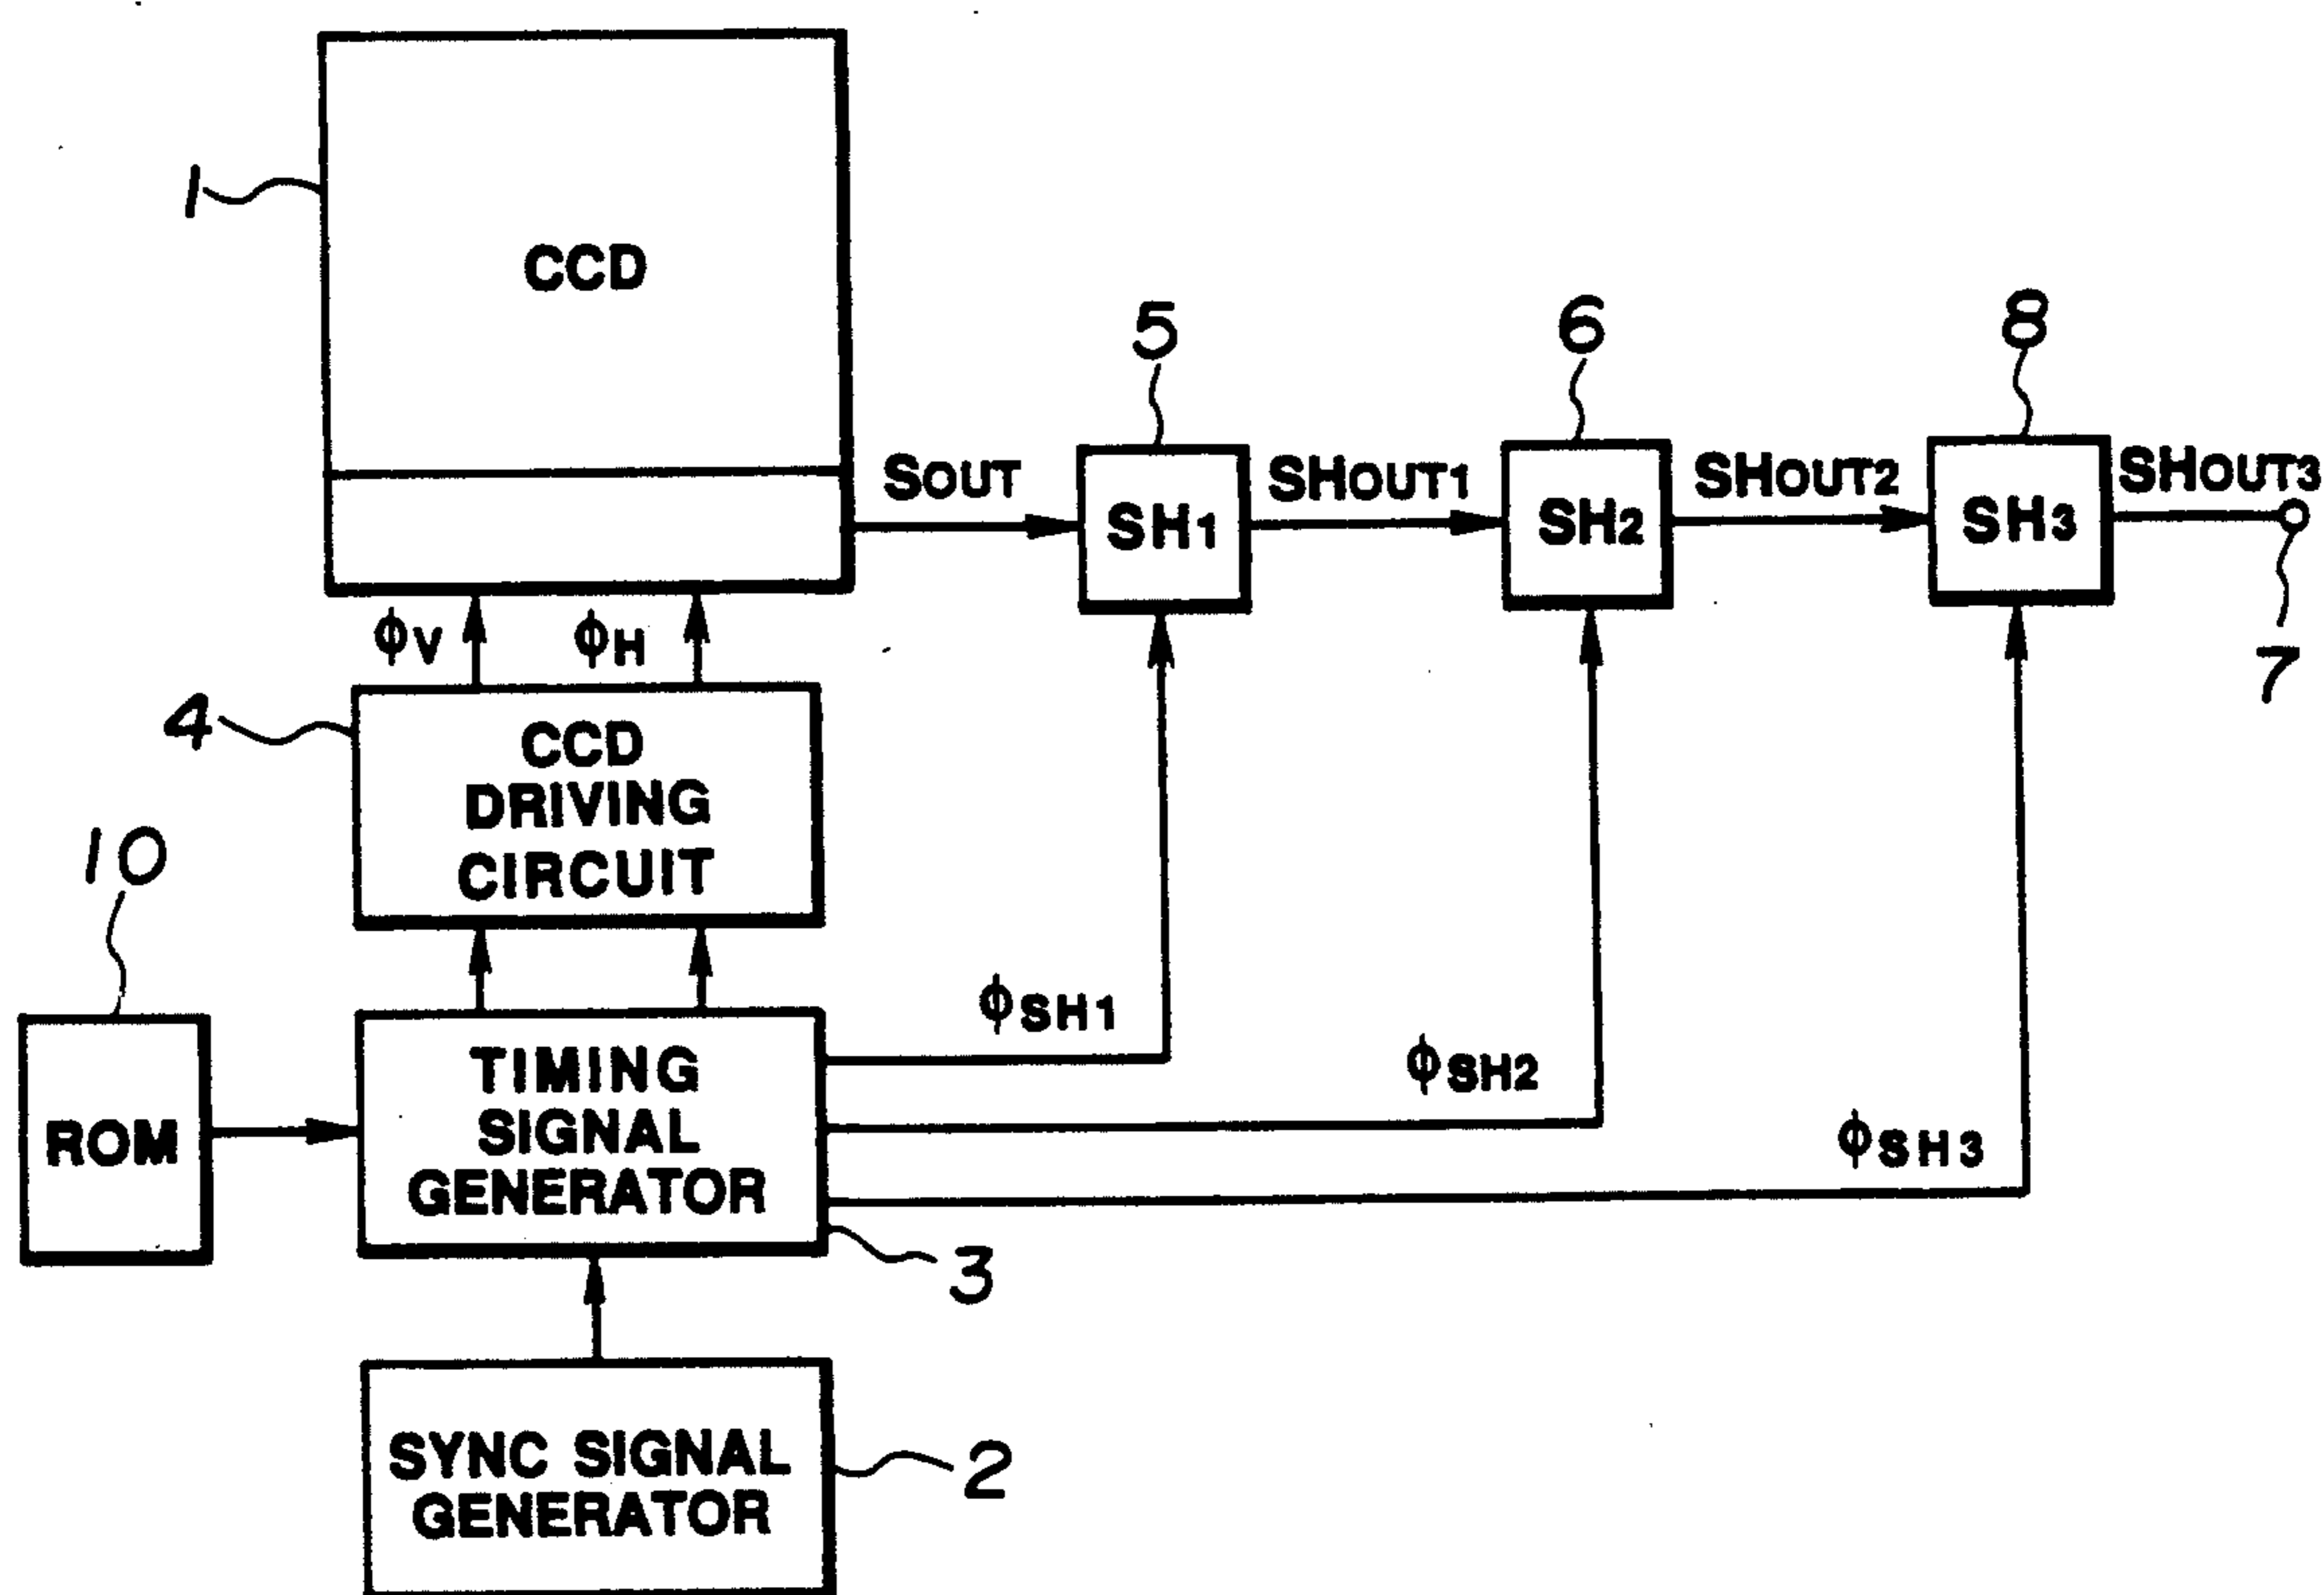 1
CCD
5
6
8
SOUT
SHOUT1
SHOUT2
SHOUT3
SH1
SH2
SH3
7
ϕV
ϕH
4
CCD
DRIVING
CIRCUIT
10
ROM
TIMING
SIGNAL
GENERATOR
ϕSH1
ϕSH2
ϕSH3
3
SYNC SIGNAL
GENERATOR
2